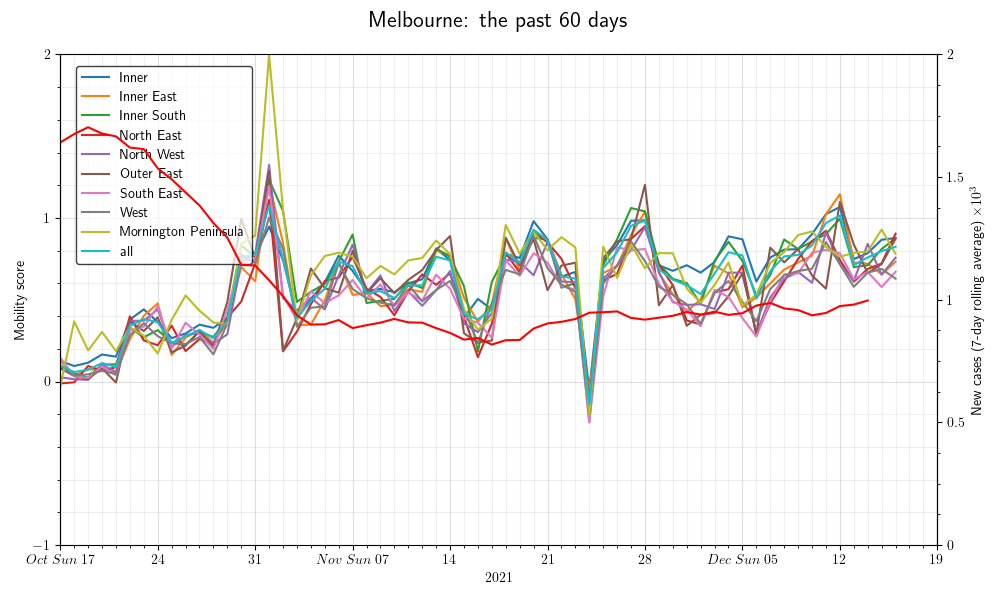 Melbourne: the past 60 days
2
1
0
−1
Mobility score
Inner
Inner East
Inner South
North East
North West
Outer East
South East
West
Mornington Peninsula
all
2
1.5
1
0.5
0
New cases (7-day rolling average) ×10³
Oct Sun 17
24
31
Nov Sun 07
14
21
28
Dec Sun 05
12
19
2021